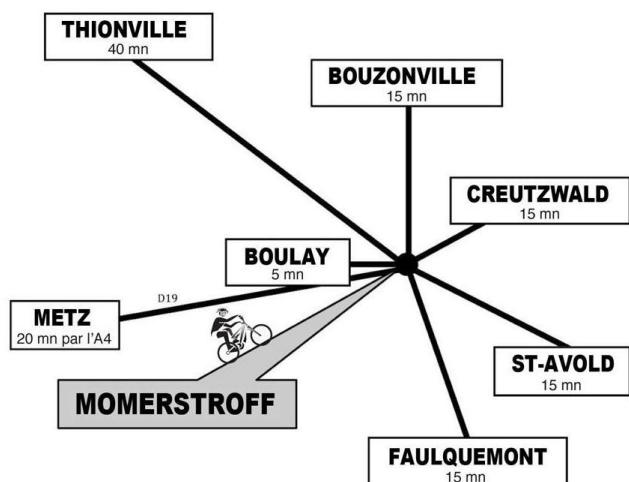 THIONVILLE
40 mn
BOUZONVILLE
15 mn
CREUTZWALD
15 mn
BOULAY
5 mn
D19
METZ
20 mn par l'A4
ST-AVOLD
15 mn
MOMERSTROFF
FAULQUEMONT
15 mn